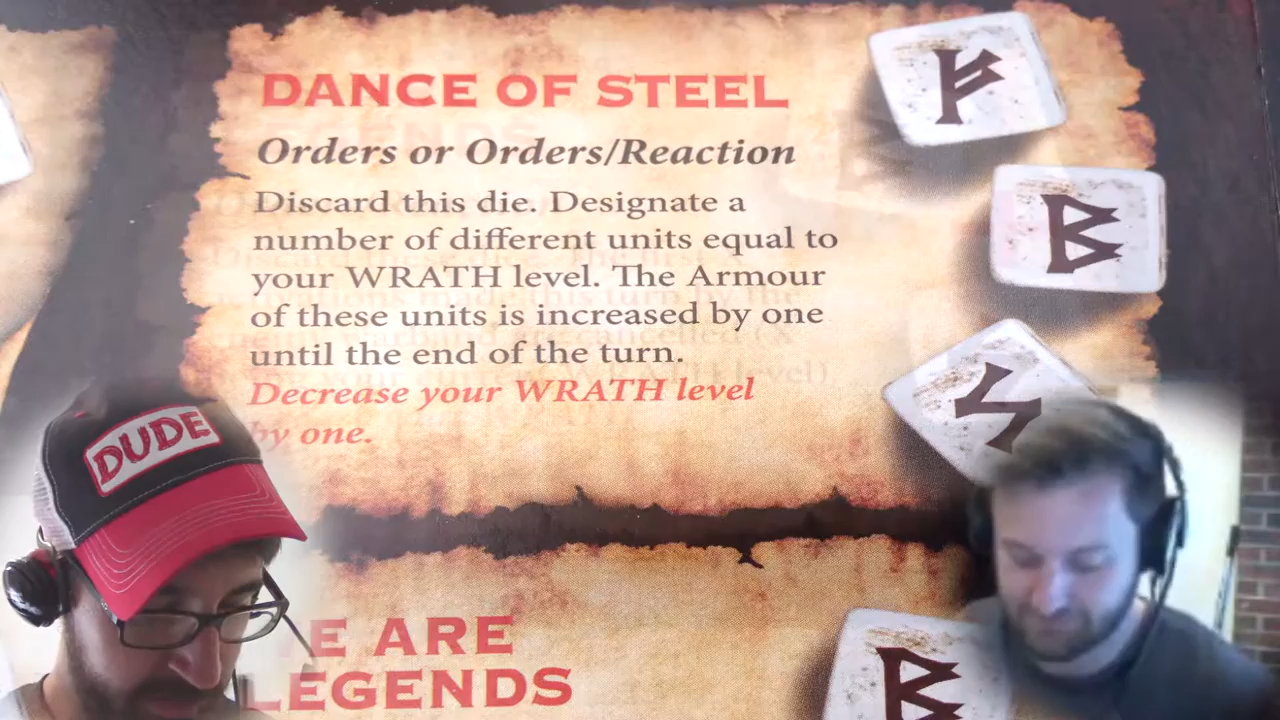 DANCE OF STEEL
Orders or Orders/Reaction
Discard this die. Designate a
number of different units equal to
your WRATH level. The Armour
of these units is increased by one
until the end of the turn.
Decrease your WRATH level
by one.
DUDE
E ARE
LEGENDS